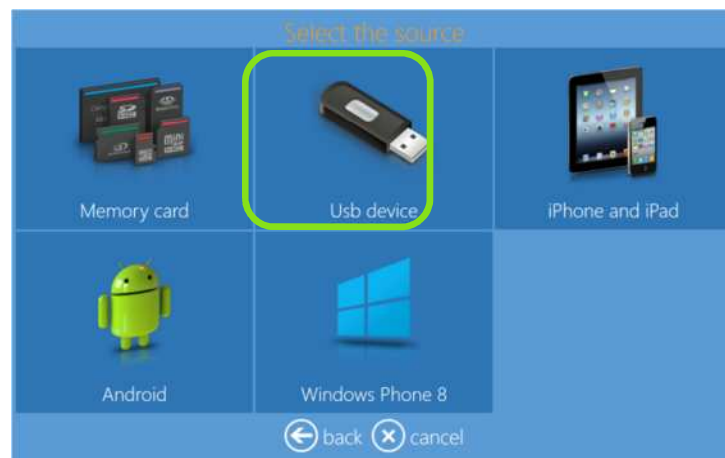 Select the source
Memory card
Usb device
iPhone and iPad
Android
Windows Phone 8
back
cancel